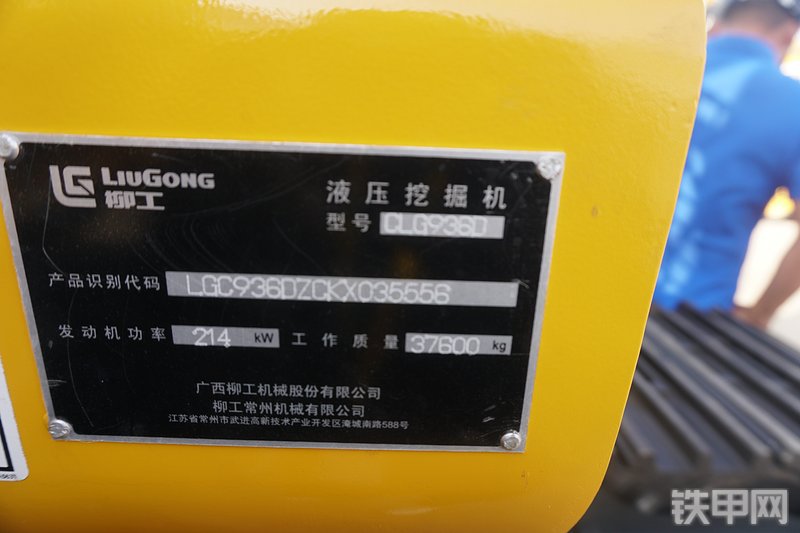 LG LIUGONG
柳工
液压挖掘机
型号 CLG936D
产品识别代码 LGC936DZCKX035556
发动机功率 214 kW 工作质量 37600 kg
广西柳工机械股份有限公司
柳工常州机械有限公司
江苏省常州市武进高新技术产业开发区淹城南路588号
铁甲网